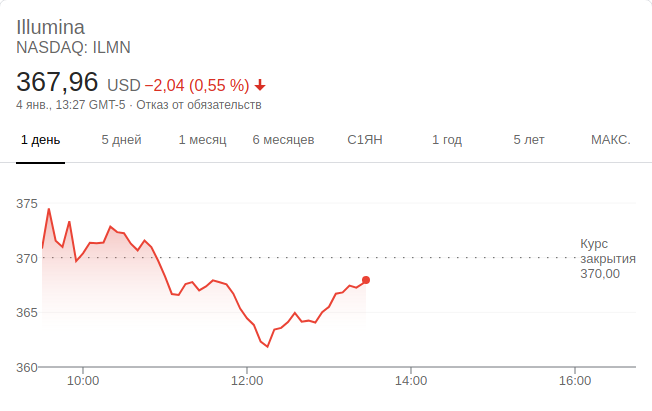 Illumina
NASDAQ: ILMN
367,96 USD −2,04 (0,55 %)
4 янв., 13:27 GMT-5 · Отказ от обязательств
1 день 5 дней 1 месяц 6 месяцев С1ЯН 1 год 5 лет МАКС.
375
370
365
360
Курс
закрытия
370,00
10:00 12:00 14:00 16:00